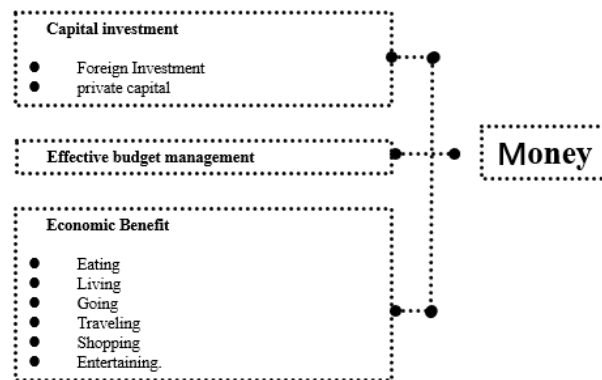 Capital investment
Foreign Investment
private capital
Effective budget management
Money
Economic Benefit
Eating
Living
Going
Traveling
Shopping
Entertaining.